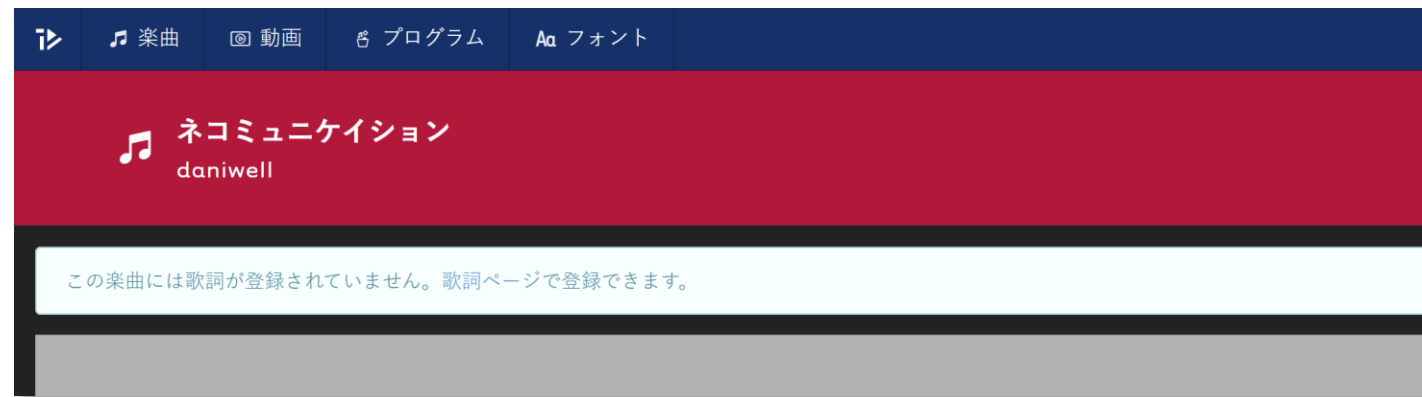 楽曲
動画
プログラム
Aa フォント
ネコミュニケイション
daniwell
この楽曲には歌詞が登録されていません。歌詞ページで登録できます。